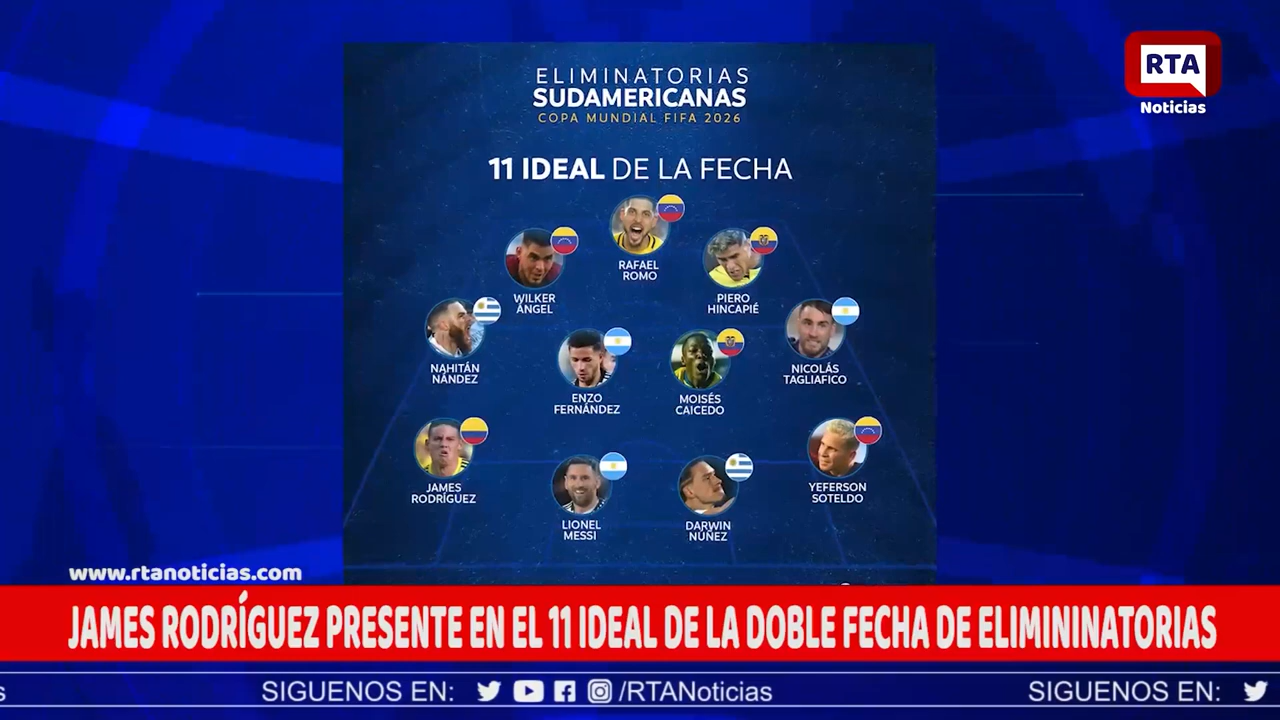 RTA
Noticias
ELIMINATORIAS
SUDAMERICANAS
COPA MUNDIAL FIFA 2026
11 IDEAL DE LA FECHA
RAFAEL
ROMO
WILKER
ÁNGEL
PIERO
HINCAPIÉ
NAHITÁN
NÁNDEZ
ENZO
FERNÁNDEZ
MOISÉS
CAICEDO
NICOLÁS
TAGLIAFICO
JAMES
RODRÍGUEZ
LIONEL
MESSI
DARWIN
NÚÑEZ
YEFERSON
SOTELDO
www.rtanoticias.com
JAMES RODRÍGUEZ PRESENTE EN EL 11 IDEAL DE LA DOBLE FECHA DE ELIMININATORIAS
s SIGUENOS EN: /RTANoticias SIGUENOS EN: